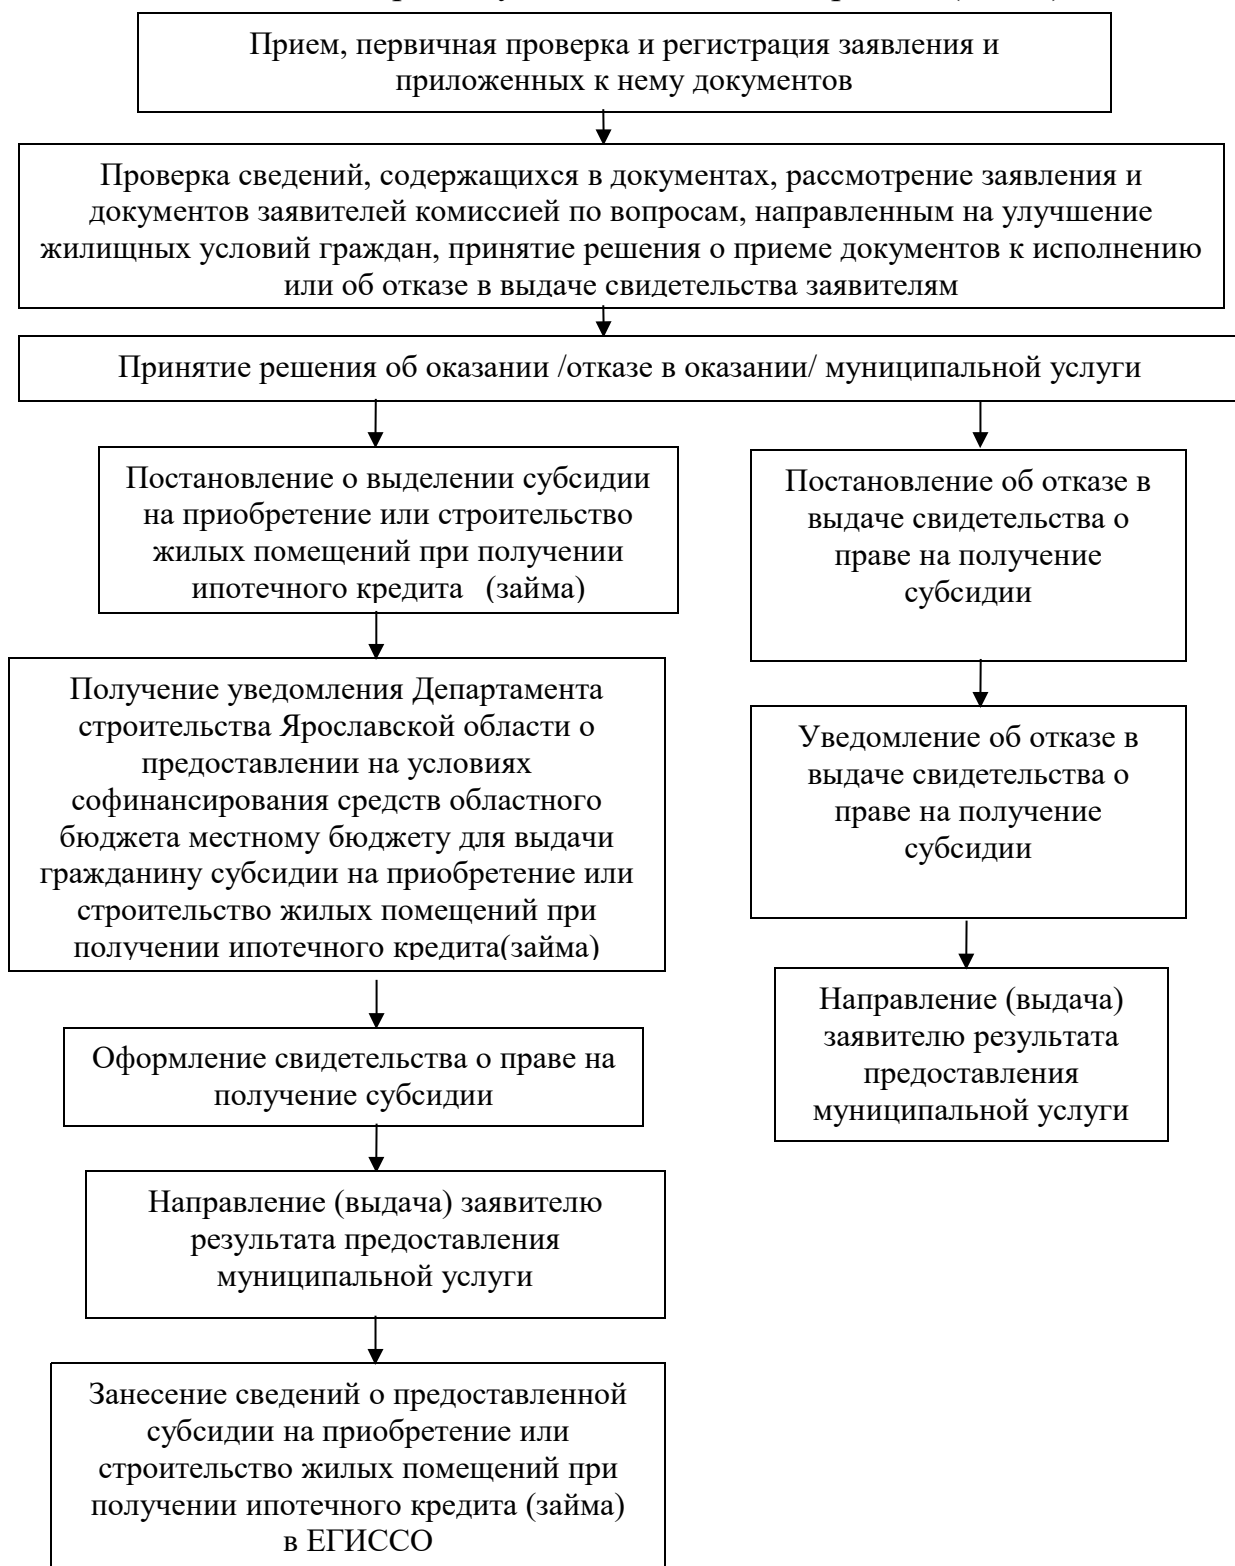 Прием, первичная проверка и регистрация заявления и
приложенных к нему документов
Проверка сведений, содержащихся в документах, рассмотрение заявления и
документов заявителей комиссией по вопросам, направленным на улучшение
жилищных условий граждан, принятие решения о приеме документов к исполнению
или об отказе в выдаче свидетельства заявителям
Принятие решения об оказании /отказе в оказании/ муниципальной услуги
Постановление о выделении субсидии
на приобретение или строительство
жилых помещений при получении
ипотечного кредита (займа)
Получение уведомления Департамента
строительства Ярославской области о
предоставлении на условиях
софинансирования средств областного
бюджета местному бюджету для выдачи
гражданину субсидии на приобретение или
строительство жилых помещений при
получении ипотечного кредита(займа)
Оформление свидетельства о праве на
получение субсидии
Направление (выдача) заявителю
результата предоставления
муниципальной услуги
Занесение сведений о предоставленной
субсидии на приобретение или
строительство жилых помещений при
получении ипотечного кредита (займа)
в ЕГИССО
Постановление об отказе в
выдаче свидетельства о
праве на получение
субсидии
Уведомление об отказе в
выдаче свидетельства о
праве на получение
субсидии
Направление (выдача)
заявителю результата
предоставления
муниципальной услуги